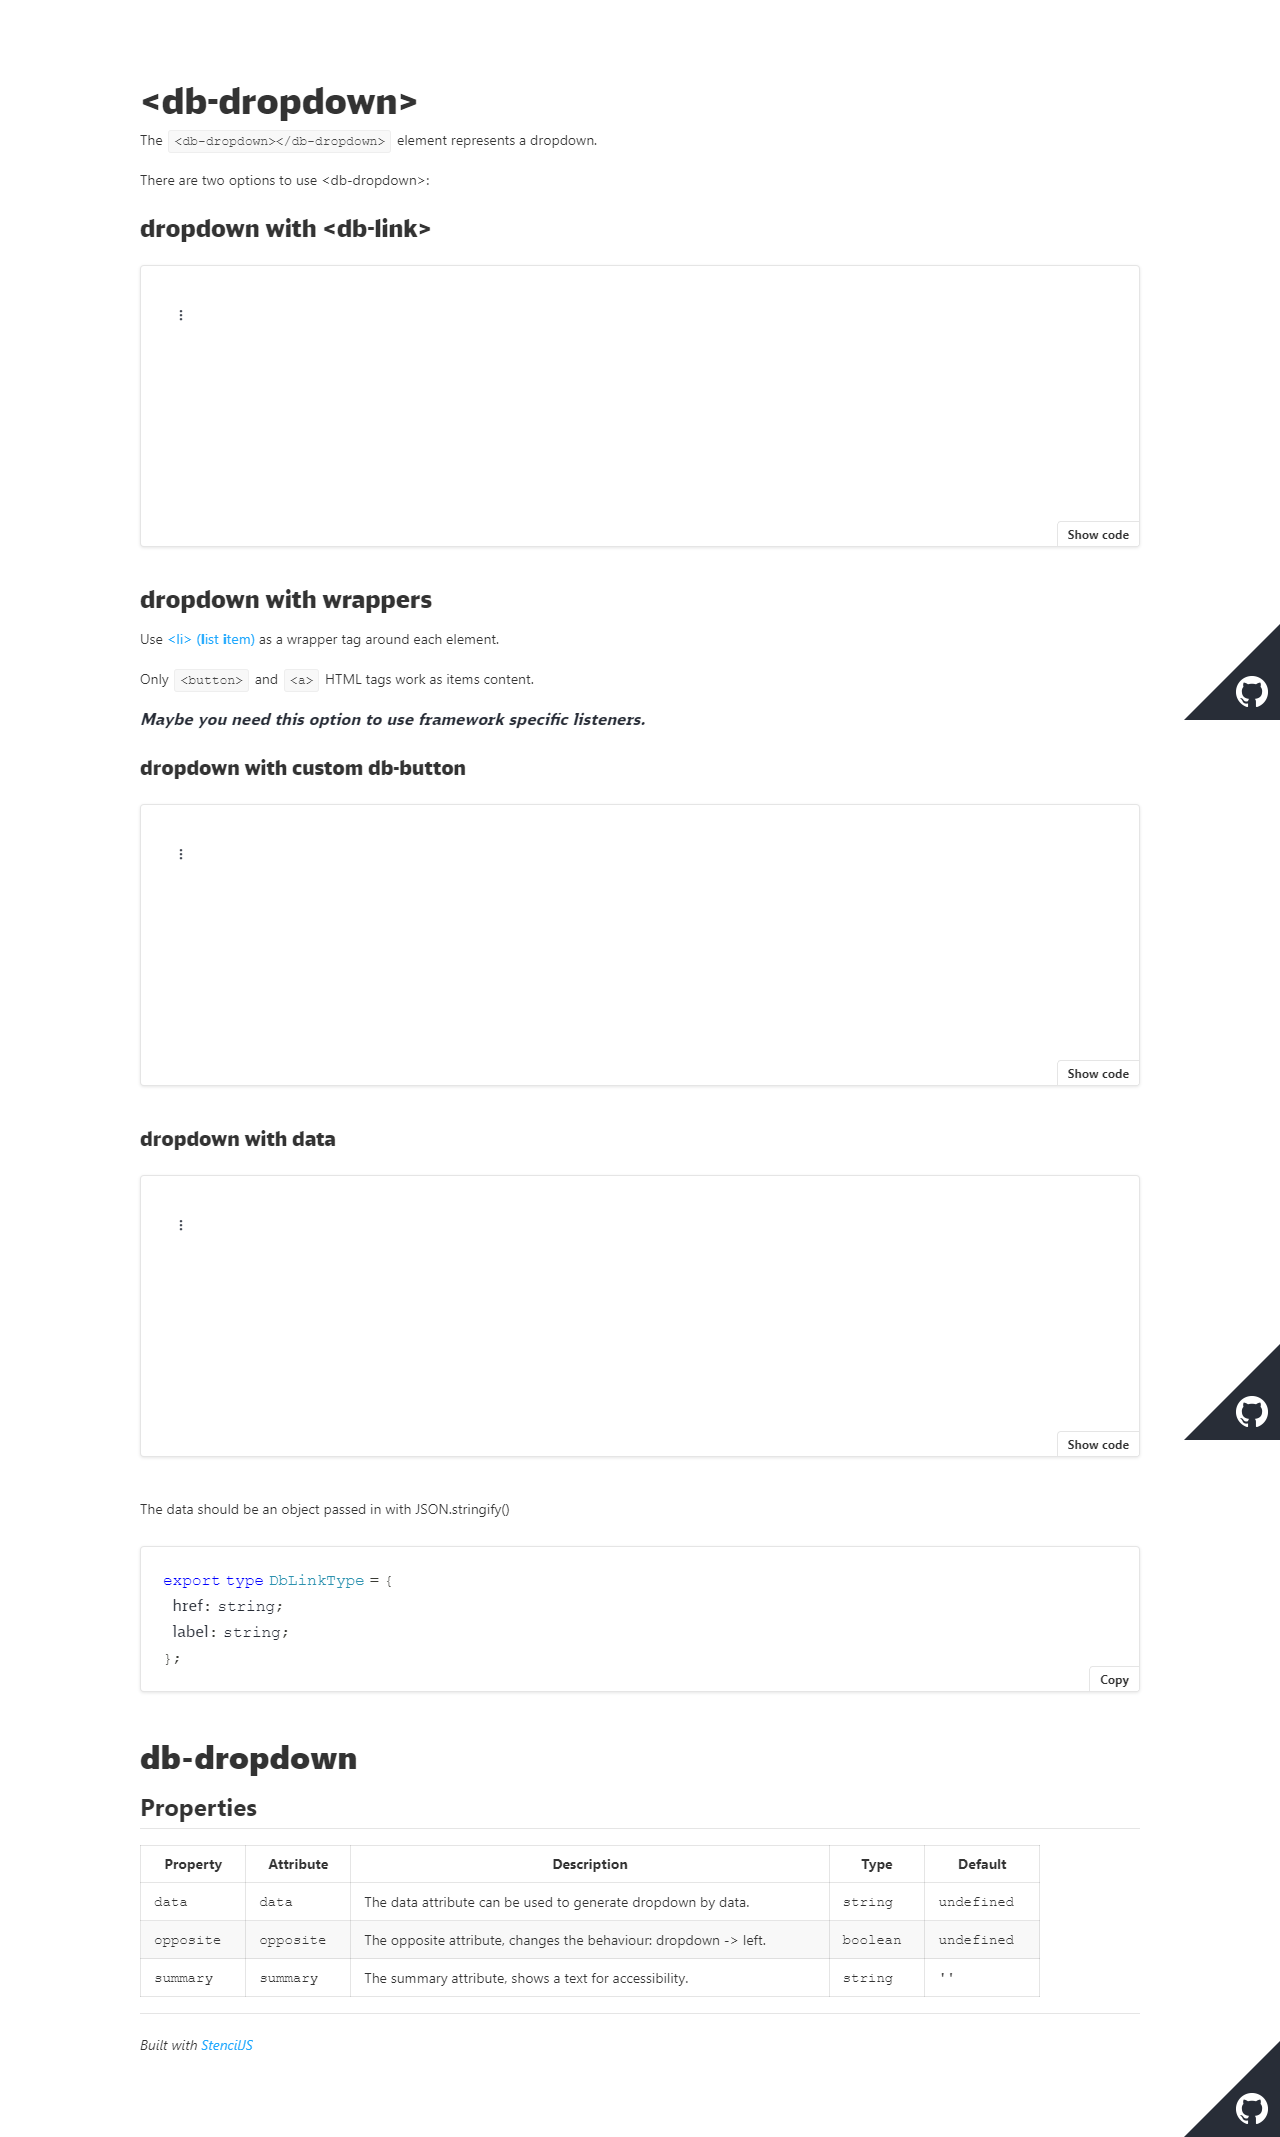 <db-dropdown>
The <db-dropdown></db-dropdown> element represents a dropdown.
There are two options to use <db-dropdown>:
dropdown with <db-link>
Show code
dropdown with wrappers
Use <li> (list item) as a wrapper tag around each element.
Only <button> and <a> HTML tags work as items content.
Maybe you need this option to use framework specific listeners.
dropdown with custom db-button
Show code
dropdown with data
Show code
The data should be an object passed in with JSON.stringify()
export type DbLinkType = {
href: string;
label: string;
};
Copy
db-dropdown
Properties
Property Attribute Description Type Default
data data The data attribute can be used to generate dropdown by data. string undefined
opposite opposite The opposite attribute, changes the behaviour: dropdown -> left. boolean undefined
summary summary The summary attribute, shows a text for accessibility. string ''
Built with StencilJS